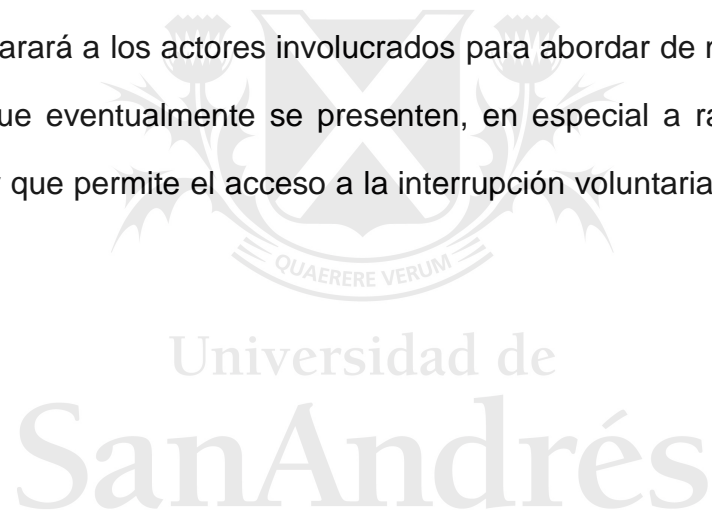 arará a los actores involucrados para abordar de
ue eventualmente se presenten, en especial a
que permite el acceso a la interrupción voluntaria
QUAERERE VERUM
Universidad de
SanAndrés